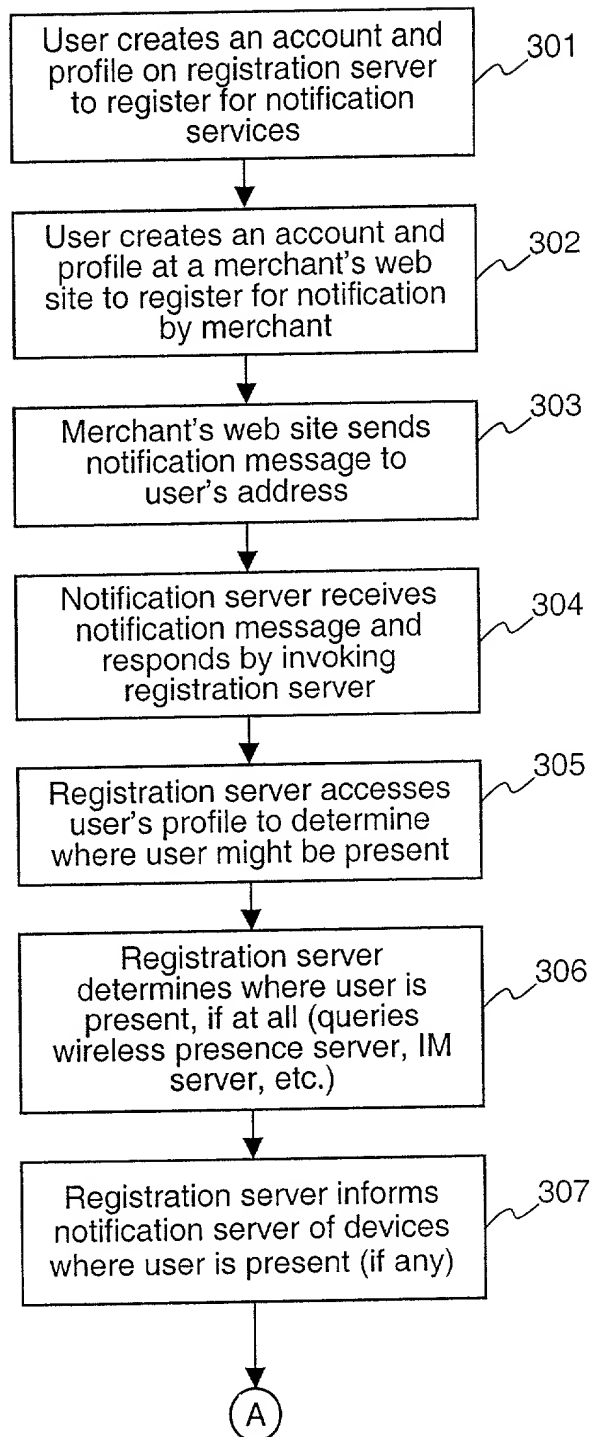 User creates an account and
profile on registration server
to register for notification
services
301
User creates an account and
profile at a merchant's web
site to register for notification
by merchant
302
Merchant's web site sends
notification message to
user's address
303
Notification server receives
notification message and
responds by invoking
registration server
304
Registration server accesses
user's profile to determine
where user might be present
305
Registration server
determines where user is
present, if at all (queries
wireless presence server, IM
server, etc.)
306
Registration server informs
notification server of devices
where user is present (if any)
307
A